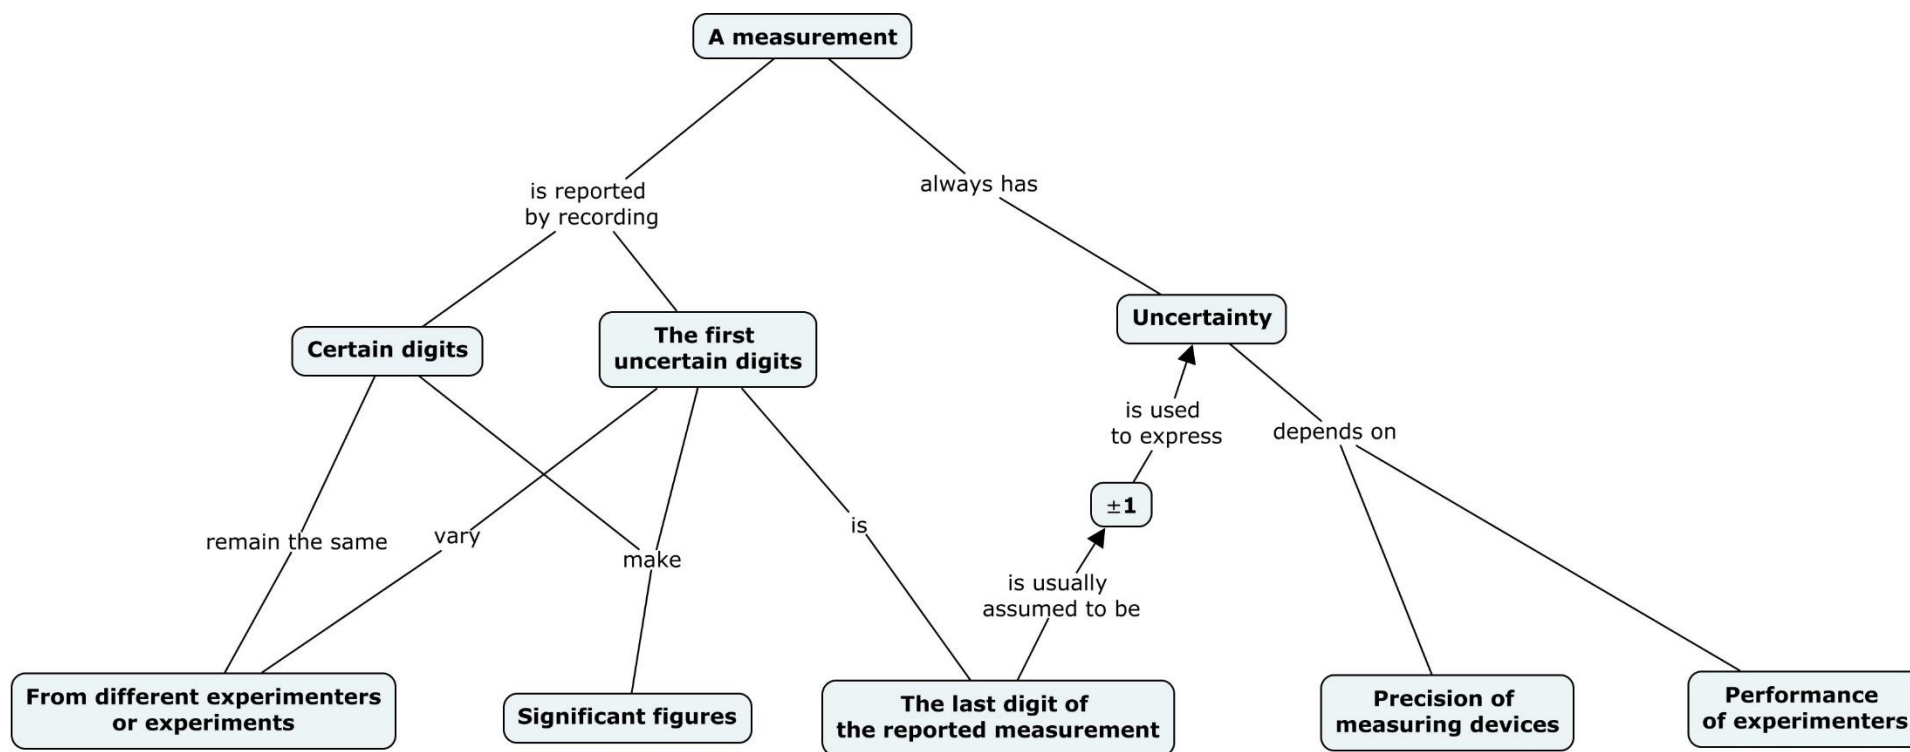 A measurement
is reported
by recording
always has
Certain digits
The first
uncertain digits
Uncertainty
is used
to express
depends on
±1
remain the same
vary
make
is
is usually
assumed to be
From different experimenters
or experiments
Significant figures
The last digit of
the reported measurement
Precision of
measuring devices
Performance
of experimenters